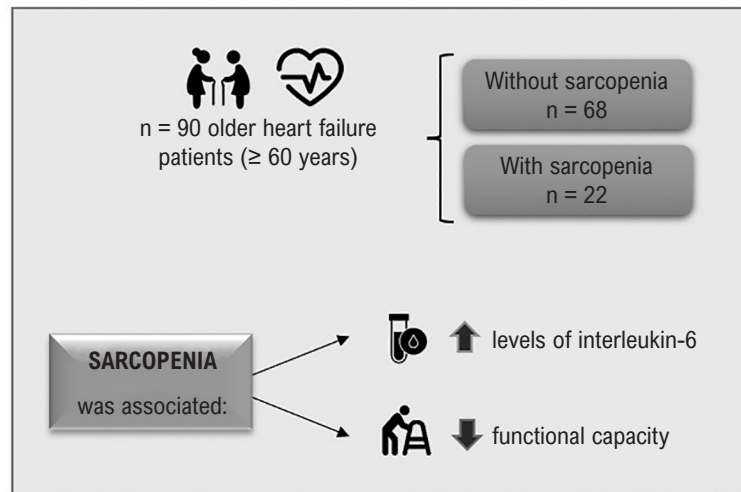 n = 90 older heart failure
patients (≥ 60 years)
Without sarcopenia
n = 68
With sarcopenia
n = 22
SARCOPENIA
was associated:
levels of interleukin-6
functional capacity